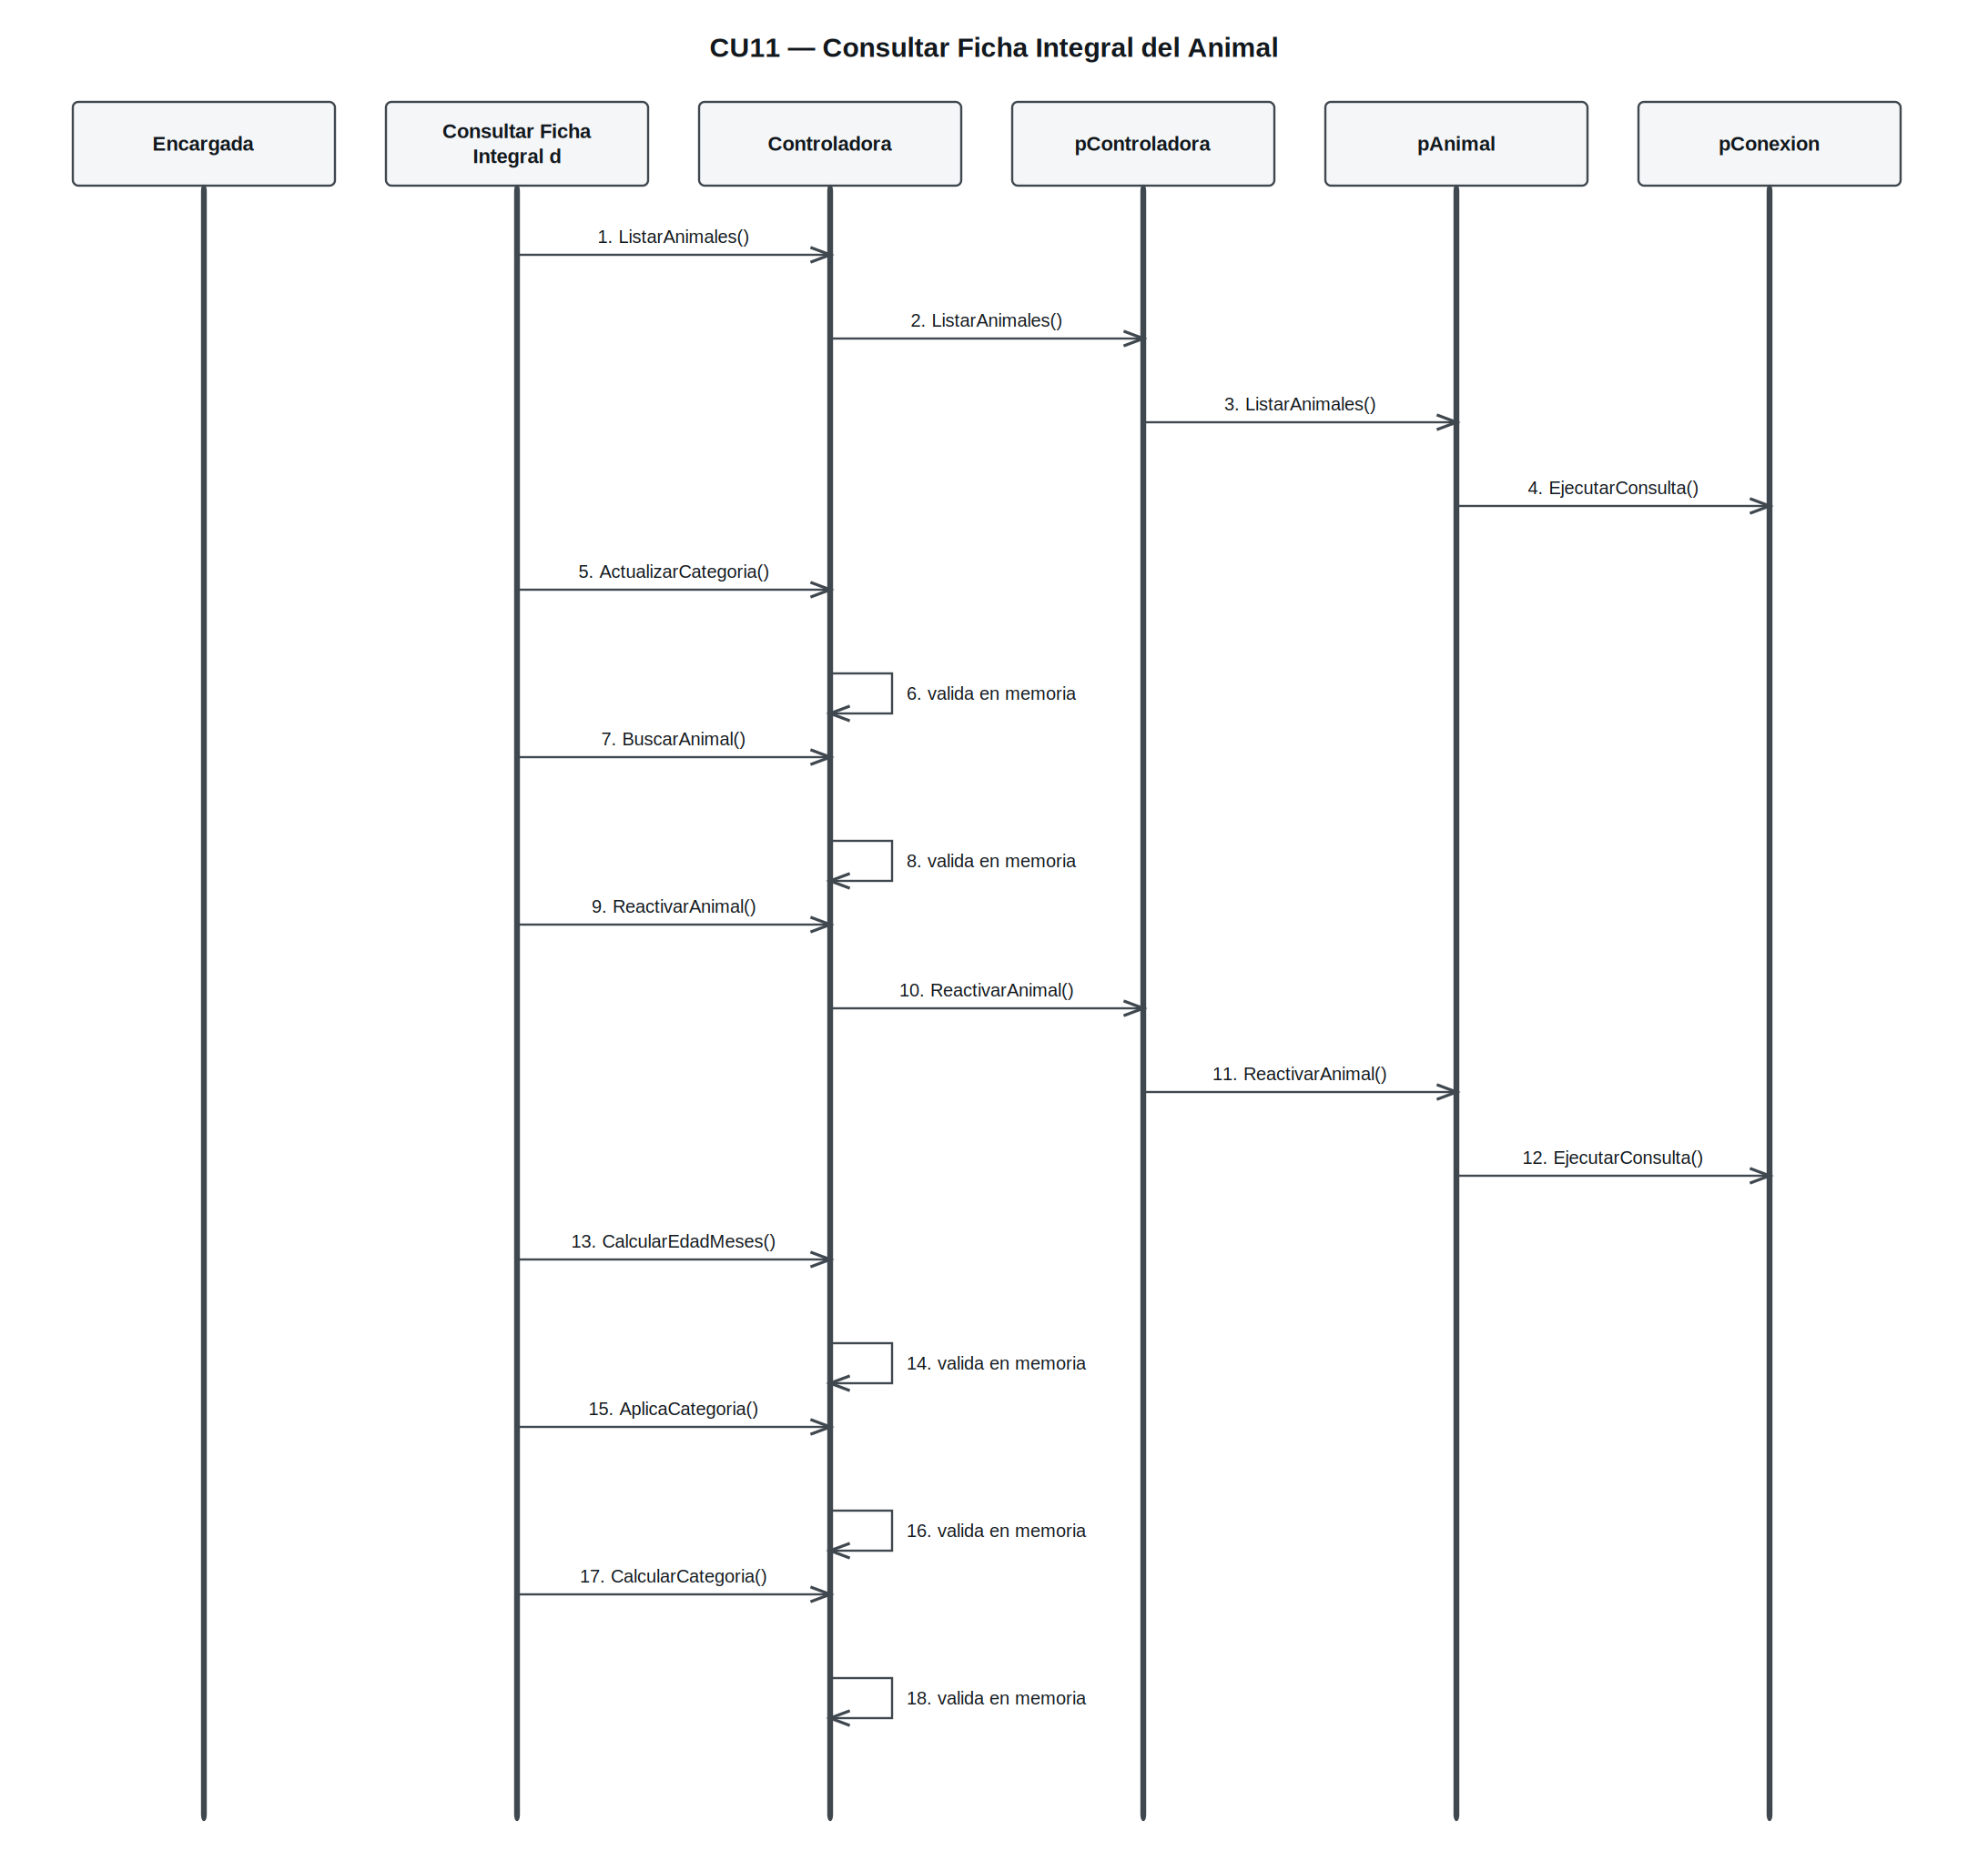 CU11 — Consultar Ficha Integral del Animal
Encargada
Consultar Ficha
Integral d
Controladora
pControladora
pAnimal
pConexion
1. ListarAnimales()
2. ListarAnimales()
3. ListarAnimales()
4. EjecutarConsulta()
5. ActualizarCategoria()
6. valida en memoria
7. BuscarAnimal()
8. valida en memoria
9. ReactivarAnimal()
10. ReactivarAnimal()
11. ReactivarAnimal()
12. EjecutarConsulta()
13. CalcularEdadMeses()
14. valida en memoria
15. AplicaCategoria()
16. valida en memoria
17. CalcularCategoria()
18. valida en memoria